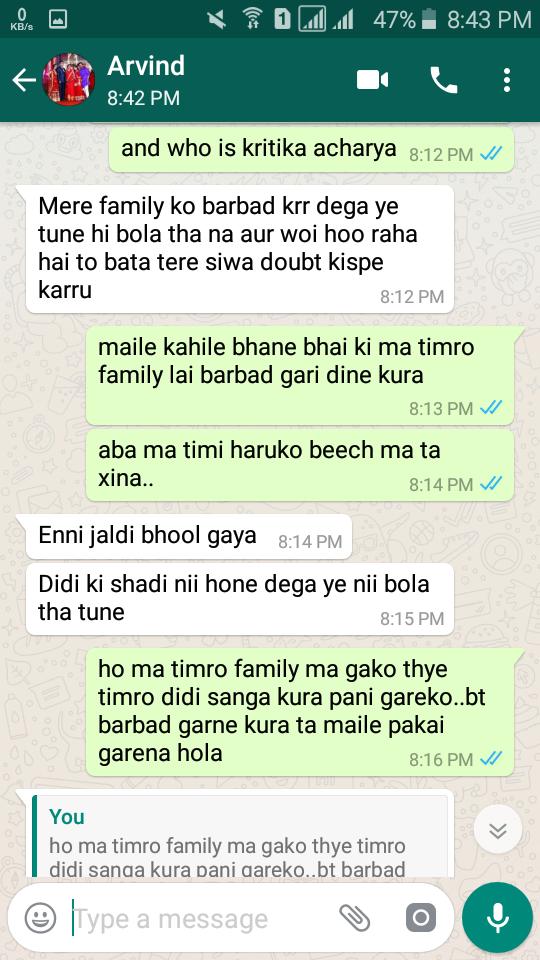 0
KB/s
1
47%
8:43 PM
Arvind
8:42 PM
and who is kritika acharya
8:12 PM
Mere family ko barbad krr dega ye
tune hi bola tha na aur woi hoo raha
hai to bata tere siwa doubt kispe
karru
8:12 PM
maile kahile bhane bhai ki ma timro
family lai barbad gari dine kura
8:13 PM
aba ma timi haruko beech ma ta
xina..
8:14 PM
Enni jaldi bhool gaya
8:14 PM
Didi ki shadi nii hone dega ye nii bola
tha tune
8:15 PM
ho ma timro family ma gako thye
timro didi sanga kura pani gareko..bt
barbad garne kura ta maile pakai
garena hola
8:16 PM
You
ho ma timro family ma gako thye timro
didi sanga kura pani gareko..bt barbad
Type a message